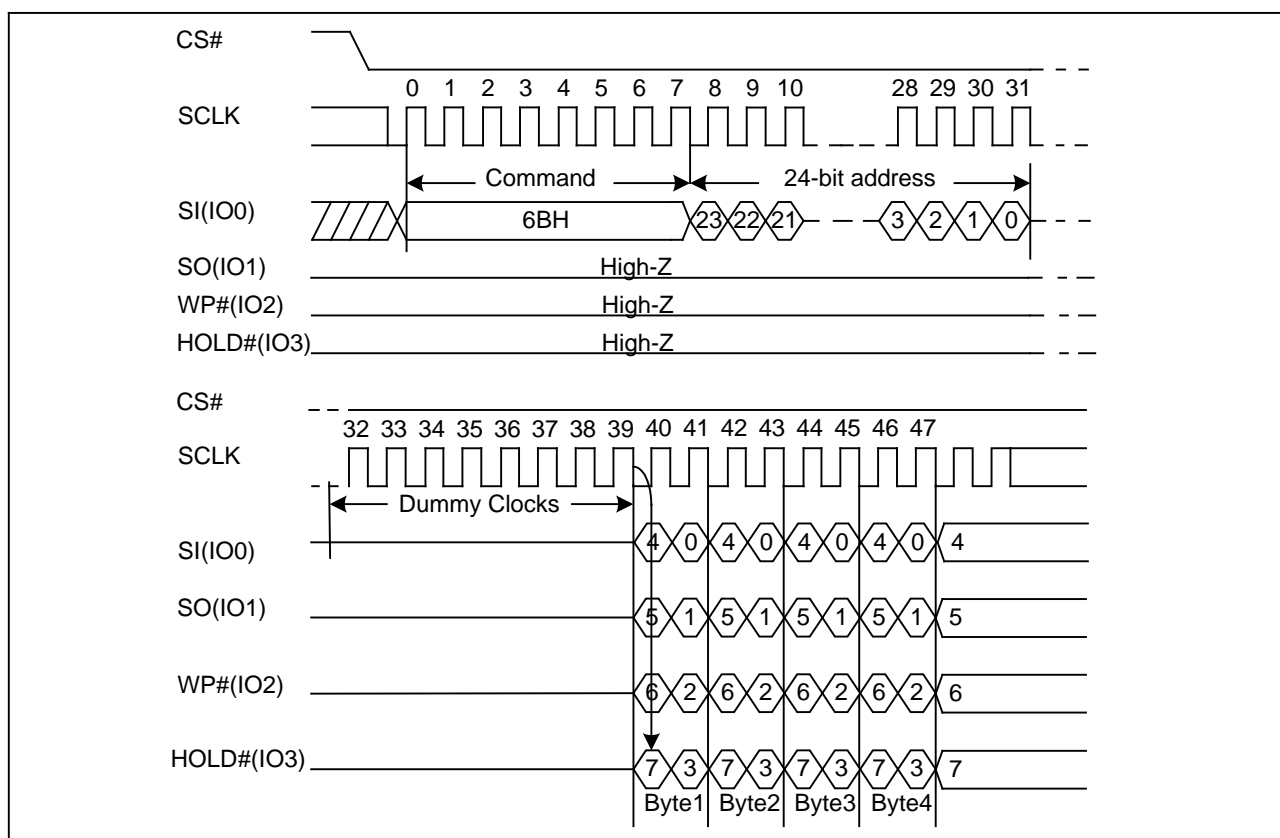 CS#
0 1 2 3 4 5 6 7 8 9 10 28 29 30 31
SCLK
Command 24-bit address
SI(IO0) 6BH 23 22 21 3 2 1 0
SO(IO1) High-Z
WP#(IO2) High-Z
HOLD#(IO3) High-Z
CS#
32 33 34 35 36 37 38 39 40 41 42 43 44 45 46 47
SCLK
Dummy Clocks
SI(IO0) 4 0 4 0 4 0 4 0 4
SO(IO1) 5 1 5 1 5 1 5 1 5
WP#(IO2) 6 2 6 2 6 2 6 2 6
HOLD#(IO3) 7 3 7 3 7 3 7 3 7
Byte1 Byte2 Byte3 Byte4